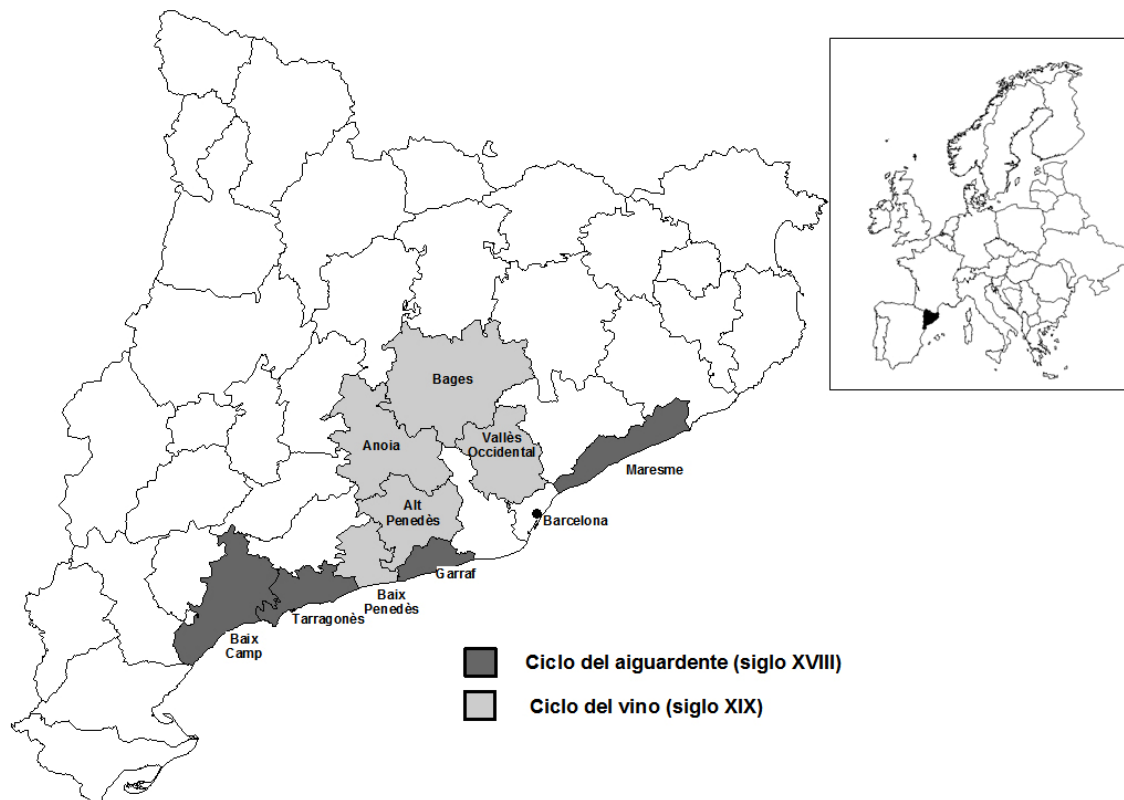 Bages
Vallès
Occidental
Anoia
Maresme
Alt
Penedès
Barcelona
Garraf
Baix
Penedès
Tarragonès
Baix
Camp
Ciclo del aiguardente (siglo XVIII)
Ciclo del vino (siglo XIX)